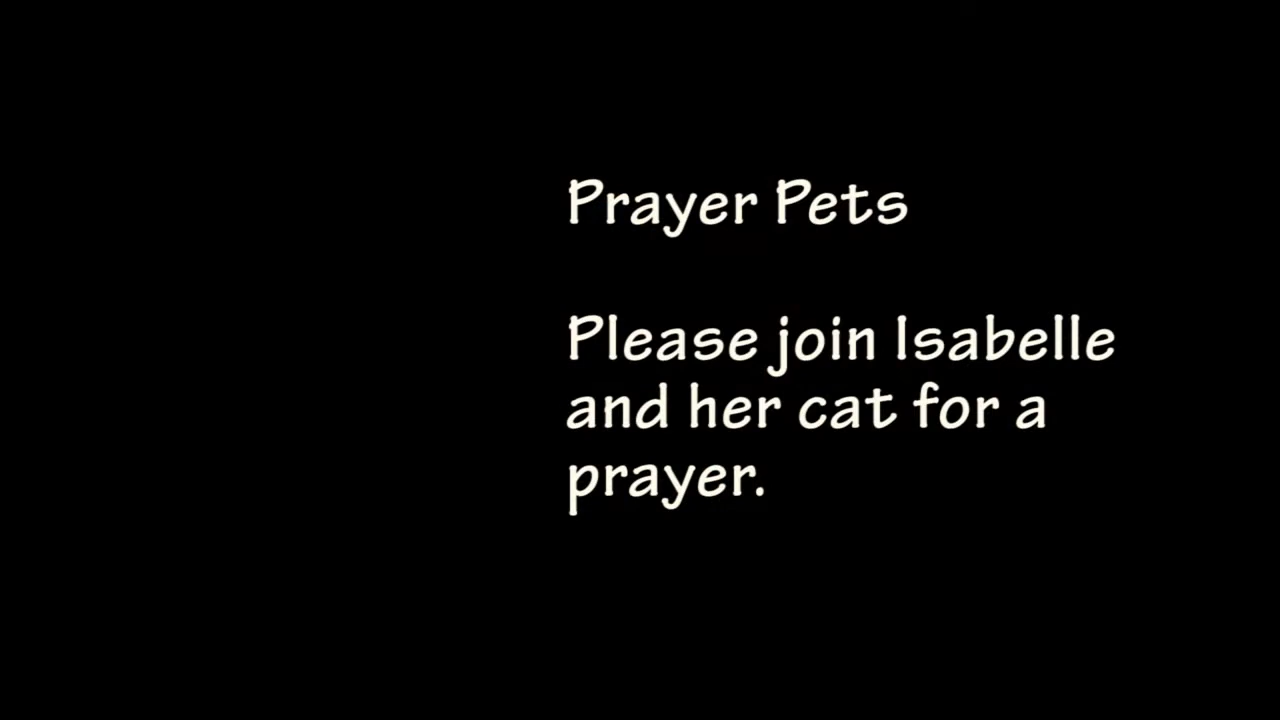 Prayer Pets
Please join Isabelle
and her cat for a
prayer.